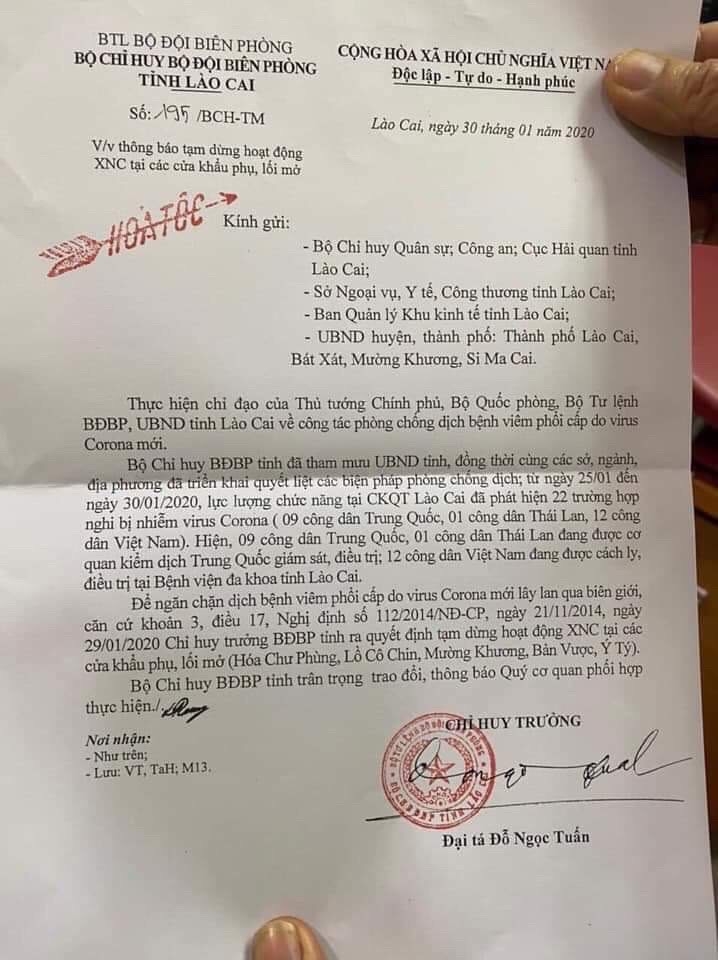 BTL BỘ ĐỘI BIÊN PHÒNG
BỘ CHỈ HUY BỘ ĐỘI BIÊN PHÒNG
TỈNH LÀO CAI
Số: 195 /BCH-TM
V/v thông báo tạm dừng hoạt động
XNC tại các cửa khẩu phụ, lối mở
CỘNG HÒA XÃ HỘI CHỦ NGHĨA VIỆT
Độc lập - Tự do - Hạnh phúc
Lào Cai, ngày 30 tháng 01 năm 2020
HỎA TỐC
Kính gửi:
- Bộ Chỉ huy Quân sự; Công an; Cục Hải quan tỉnh
Lào Cai;
- Sở Ngoại vụ, Y tế, Công thương tỉnh Lào Cai;
- Ban Quản lý Khu kinh tế tỉnh Lào Cai;
- UBND huyện, thành phố: Thành phố Lào Cai,
Bát Xát, Mường Khương, Si Ma Cai.
Thực hiện chỉ đạo của Thủ tướng Chính phủ, Bộ Quốc phòng, Bộ Tư lệnh
BĐBP, UBND tỉnh Lào Cai về công tác phòng chống dịch bệnh viêm phổi cấp do virus
Corona mới.
Bộ Chỉ huy BĐBP tỉnh đã tham mưu UBND tỉnh, đồng thời cùng các sở, ngành,
địa phương đã triển khai quyết liệt các biện pháp phòng chống dịch; từ ngày 25/01 đến
ngày 30/01/2020, lực lượng chức năng tại CKQT Lào Cai đã phát hiện 22 trường hợp
nghi bị nhiễm virus Corona ( 09 công dân Trung Quốc, 01 công dân Thái Lan, 12 công
dân Việt Nam). Hiện, 09 công dân Trung Quốc, 01 công dân Thái Lan đang được cơ
quan kiểm dịch Trung Quốc giám sát, điều trị; 12 công dân Việt Nam đang được cách ly,
điều trị tại Bệnh viện đa khoa tỉnh Lào Cai.
Để ngăn chặn dịch bệnh viêm phổi cấp do virus Corona mới lây lan qua biên giới,
căn cứ khoản 3, điều 17, Nghị định số 112/2014/NĐ-CP, ngày 21/11/2014, ngày
29/01/2020 Chỉ huy trưởng BĐBP tỉnh ra quyết định tạm dừng hoạt động XNC tại các
cửa khẩu phụ, lối mở (Hóa Chư Phùng, Lồ Cô Chin, Mường Khương, Bản Vược, Ý Tý).
Bộ Chỉ huy BĐBP tỉnh trân trọng trao đổi, thông báo Quý cơ quan phối hợp
thực hiện./.
Nơi nhận:
- Như trên;
- Lưu: VT, TaH; M13.
CHỈ HUY TRƯỞNG
Đại tá Đỗ Ngọc Tuấn